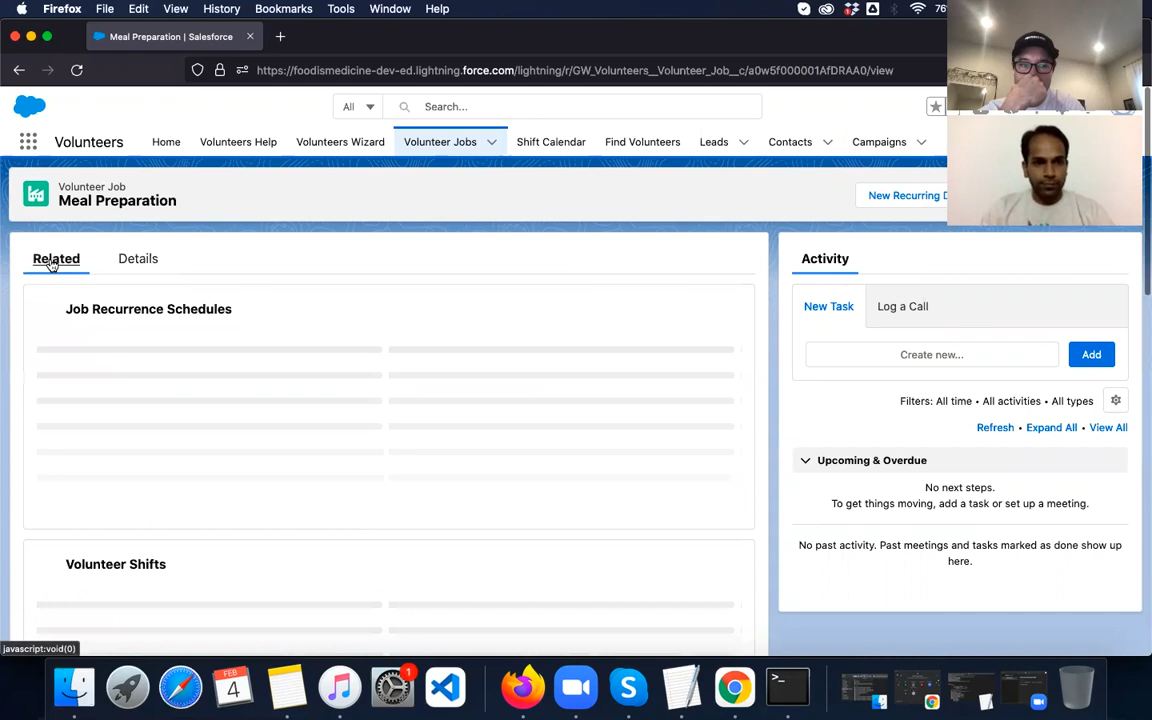 Firefox File Edit View History Bookmarks Tools Window Help 76
Meal Preparation | Salesforce
https://foodismedicine-dev-ed.lightning.force.com/lightning/r/GW_Volunteers__Volunteer_Job__c/a0w5f000001AfDRAA0/view
All Search...
Volunteers Home Volunteers Help Volunteers Wizard Volunteer Jobs Shift Calendar Find Volunteers Leads Contacts Campaigns
Volunteer Job
Meal Preparation
New Recurring
Related Details
Activity
Job Recurrence Schedules
New Task Log a Call
Create new... Add
Filters: All time • All activities • All types
Refresh • Expand All • View All
Upcoming & Overdue
No next steps.
To get things moving, add a task or set up a meeting.
Volunteer Shifts
No past activity. Past meetings and tasks marked as done show up
here.
javascript:void(0)
FEB
4
1